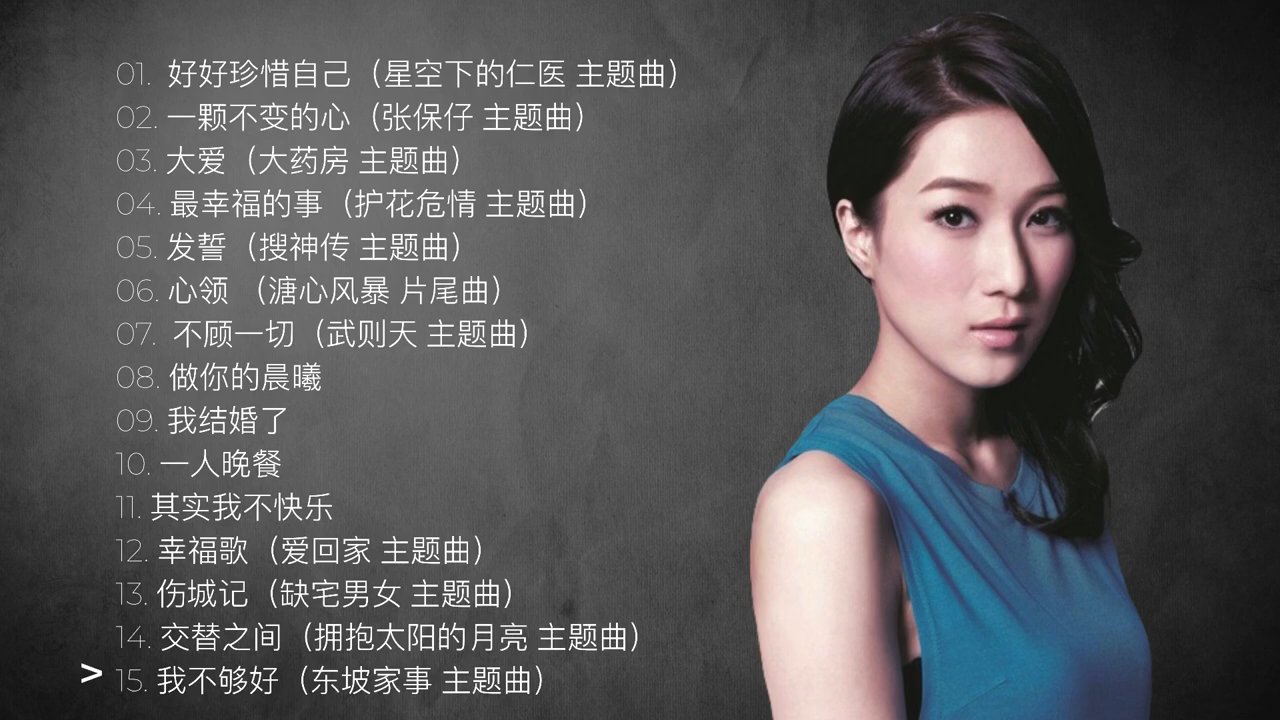 01. 好好珍惜自己（星空下的仁医 主题曲）
02. 一颗不变的心（张保仔 主题曲）
03. 大爱（大药房 主题曲）
04. 最幸福的事（护花危情 主题曲）
05. 发誓（搜神传 主题曲）
06. 心领 （溏心风暴 片尾曲）
07. 不顾一切（武则天 主题曲）
08. 做你的晨曦
09. 我结婚了
10. 一人晚餐
11. 其实我不快乐
12. 幸福歌（爱回家 主题曲）
13. 伤城记（缺宅男女 主题曲）
14. 交替之间（拥抱太阳的月亮 主题曲）
> 15. 我不够好（东坡家事 主题曲）